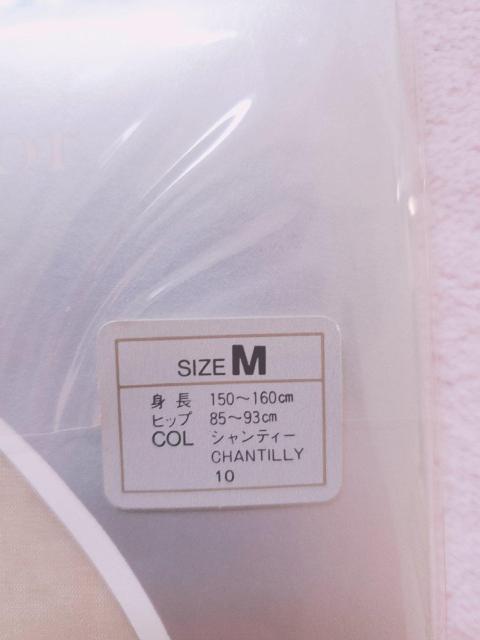 SIZE M
身長 150～160cm
ヒップ 85～93cm
COL シャンティー
CHANTILLY
10